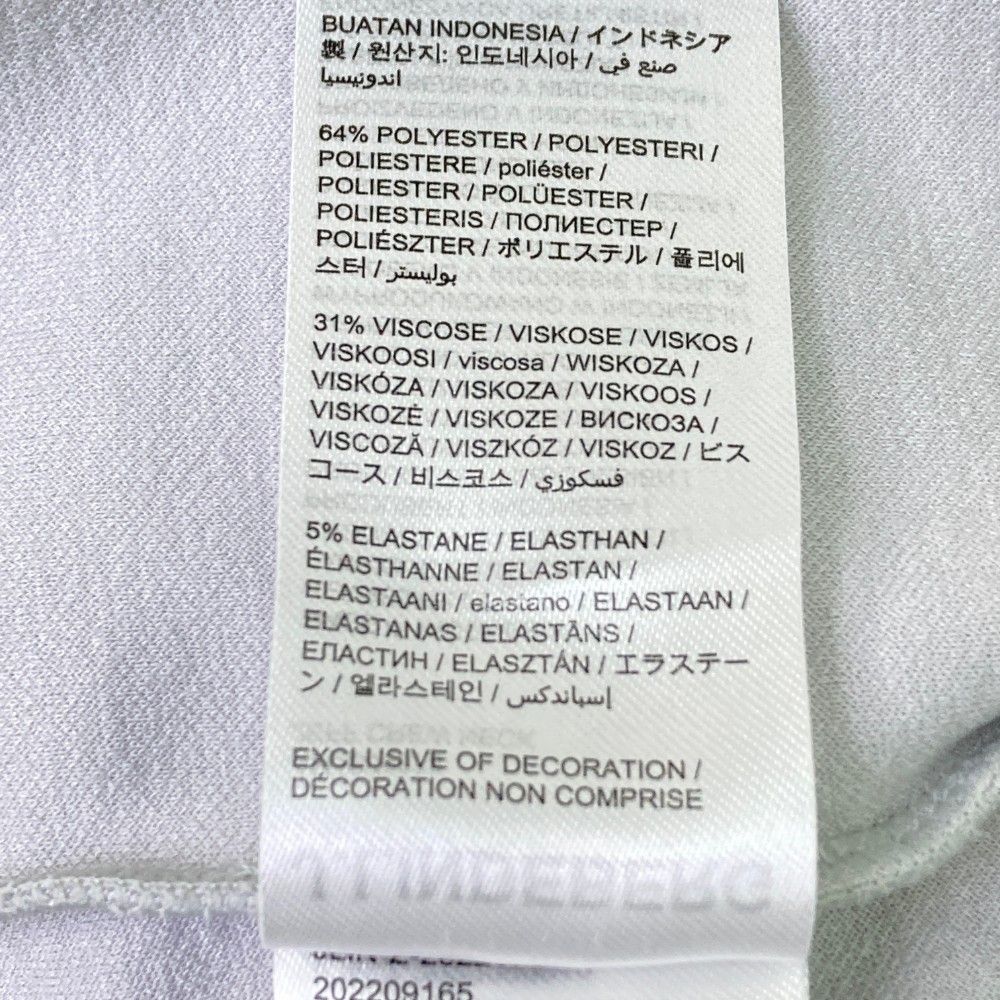 BUATAN INDONESIA / インドネシア
製 / 원산지: 인도네시아 / صنع في
اندونيسيا
64% POLYESTER / POLYESTERI /
POLIESTERE / poliéster /
POLIESTER / POLÜESTER /
POLIESTERIS / ПОЛИЕСТЕР /
POLIÉSZTER / ポリエステル / 폴리에
스터 / بوليستر
31% VISCOSE / VISKOSE / VISKOS /
VISKOOSI / viscosa / WISKOZA /
VISKÓZA / VISKOZA / VISKOOS /
VISKOZĖ / VISKOZE / ВИСКОЗА /
VISCOZĂ / VISZKÓZ / VISKOZ / ビス
コース / 비스코스 / فسكوزي
5% ELASTANE / ELASTHAN /
ÉLASTHANNE / ELASTAN /
ELASTAANI / elastano / ELASTAAN /
ELASTANAS / ELASTĀNS /
ЕЛАСТИН / ELASZTÁN / エラステー
ン / 엘라스테인 / إسباندكس
EXCLUSIVE OF DECORATION /
DÉCORATION NON COMPRISE
202209165